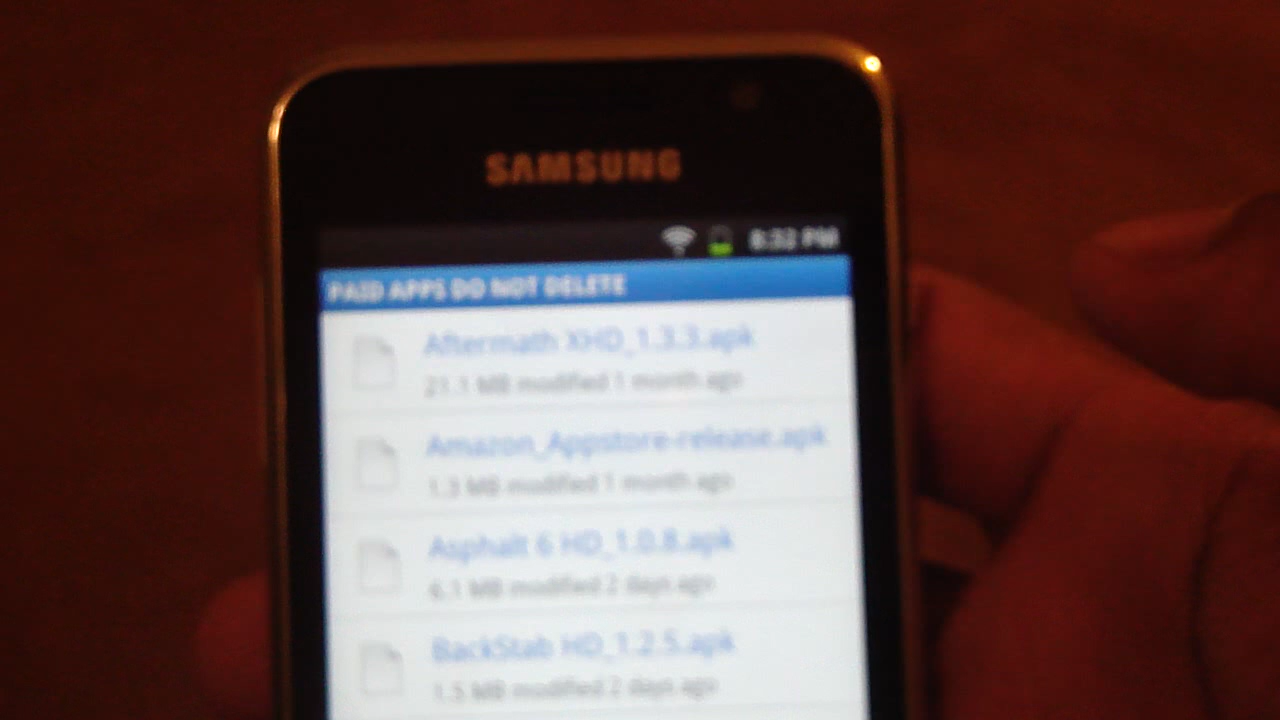 SAMSUNG
8:32 PM
PAID APPS DO NOT DELETE
Aftermath XHD_1.3.3.apk
21.1 MB modified 1 month ago
Amazon_Appstore-release.apk
1.3 MB modified 1 month ago
Asphalt 6 HD_1.0.8.apk
6.1 MB modified 2 days ago
BackStab HD_1.2.5.apk
1.5 MB modified 2 days ago